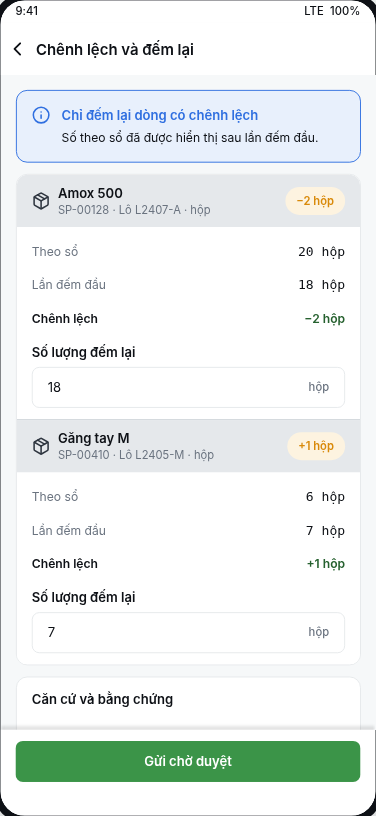 9:41
LTE 100%
Chênh lệch và đếm lại
Chỉ đếm lại dòng có chênh lệch
Số theo sổ đã được hiển thị sau lần đếm đầu.
Amox 500
SP-00128 · Lô L2407-A · hộp
−2 hộp
Theo sổ
20 hộp
Lần đếm đầu
18 hộp
Chênh lệch
−2 hộp
Số lượng đếm lại
18
hộp
Găng tay M
SP-00410 · Lô L2405-M · hộp
+1 hộp
Theo sổ
6 hộp
Lần đếm đầu
7 hộp
Chênh lệch
+1 hộp
Số lượng đếm lại
7
hộp
Căn cứ và bằng chứng
Gửi chờ duyệt